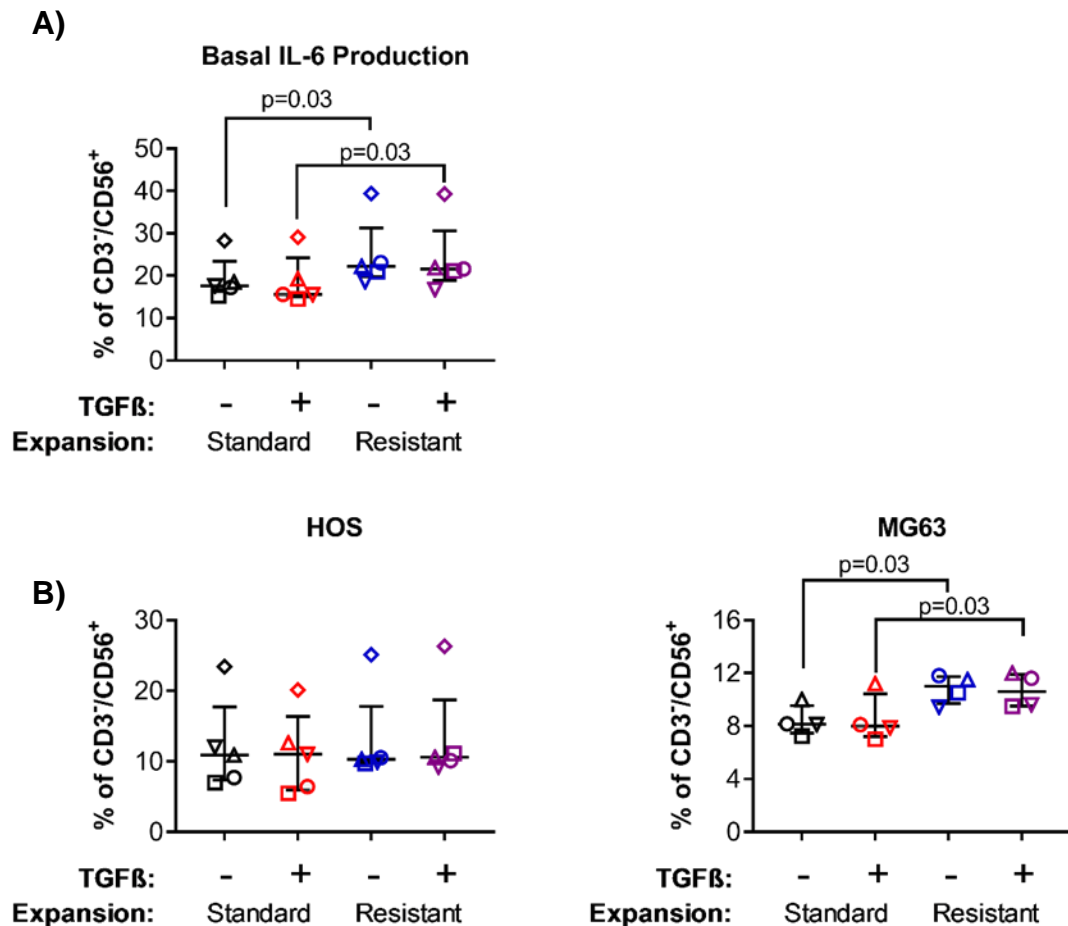 A)
Basal IL-6 Production
p=0.03
p=0.03
% of CD3⁻/CD56⁺
50
40
30
20
10
0
TGFß: - + - +
Expansion: Standard Resistant
B)
HOS
% of CD3⁻/CD56⁺
30
20
10
0
TGFß: - + - +
Expansion: Standard Resistant
MG63
p=0.03
p=0.03
% of CD3⁻/CD56⁺
16
12
8
4
0
TGFß: - + - +
Expansion: Standard Resistant